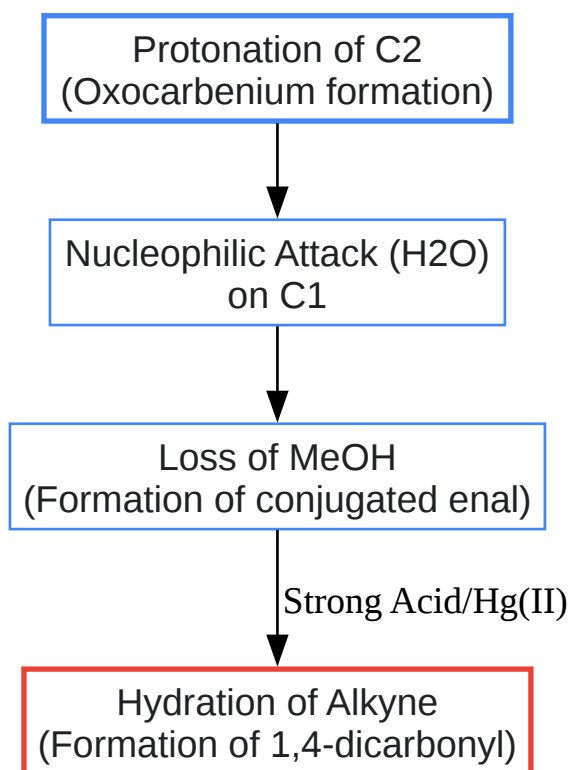 Protonation of C2
(Oxocarbenium formation)
Nucleophilic Attack (H2O)
on C1
Loss of MeOH
(Formation of conjugated enal)
Strong Acid/Hg(II)
Hydration of Alkyne
(Formation of 1,4-dicarbonyl)